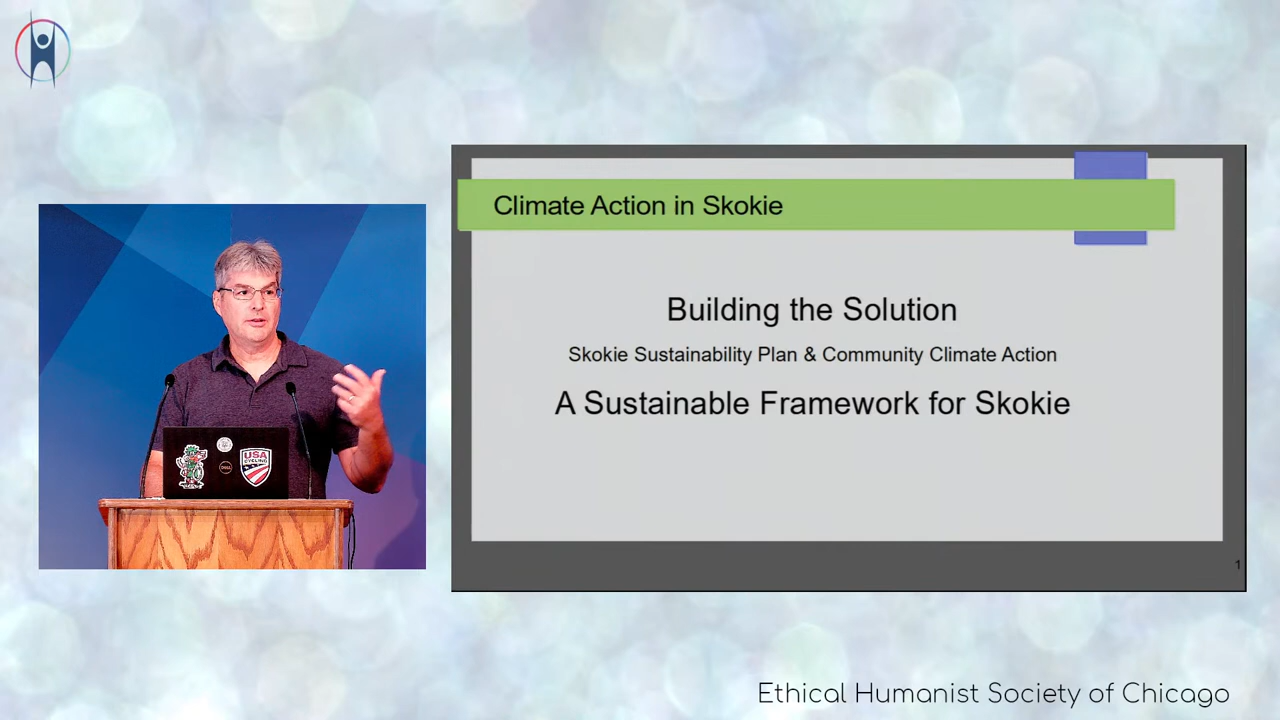 Climate Action in Skokie
Building the Solution
Skokie Sustainability Plan & Community Climate Action
A Sustainable Framework for Skokie
1
USA
CYCLING
DELL
Ethical Humanist Society of Chicago